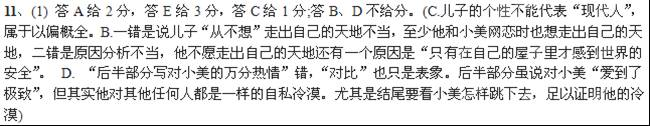 11、(1) 答 A 给 2 分，答 E 给 3 分，答 C 给 1 分;答 B、D 不给分。(C.儿子的个性不能代表“现代人”，
属于以偏概全。B.一错是说儿子“从不想”走出自己的天地不当，至少他和小美网恋时也想走出自己的天
地，二错是原因分析不当，他不愿走出自己的天地还有一个原因是“只有在自己的屋子里才感到世界的
安全”。 D. “后半部分写对小美的万分热情”错，“对比”也只是表象。后半部分虽说对小美“爱到了
极致”，但其实他对其他任何人都是一样的自私冷漠。尤其是结尾要看小美怎样跳下去，足以证明他的冷
漠)